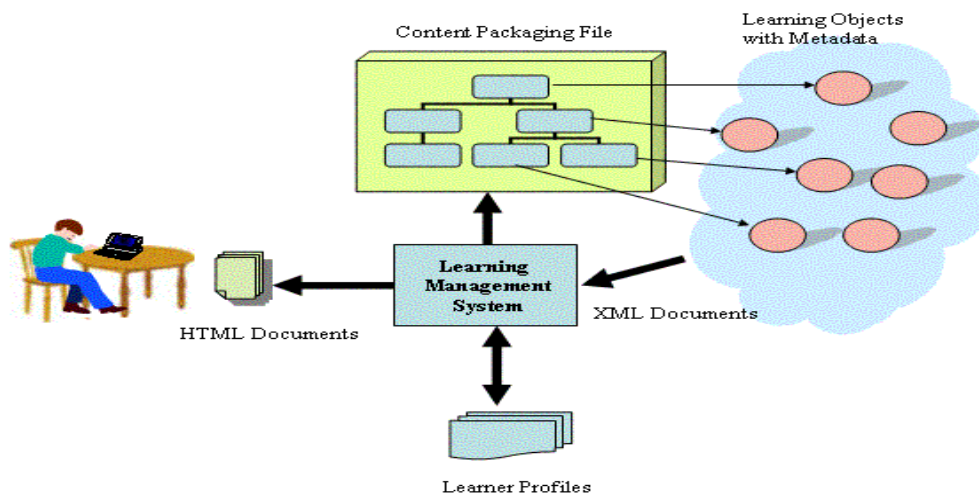 Learning Objects
with Metadata
Content Packaging File
Learning
Management
System
XML Documents
HTML Documents
Learner Profiles